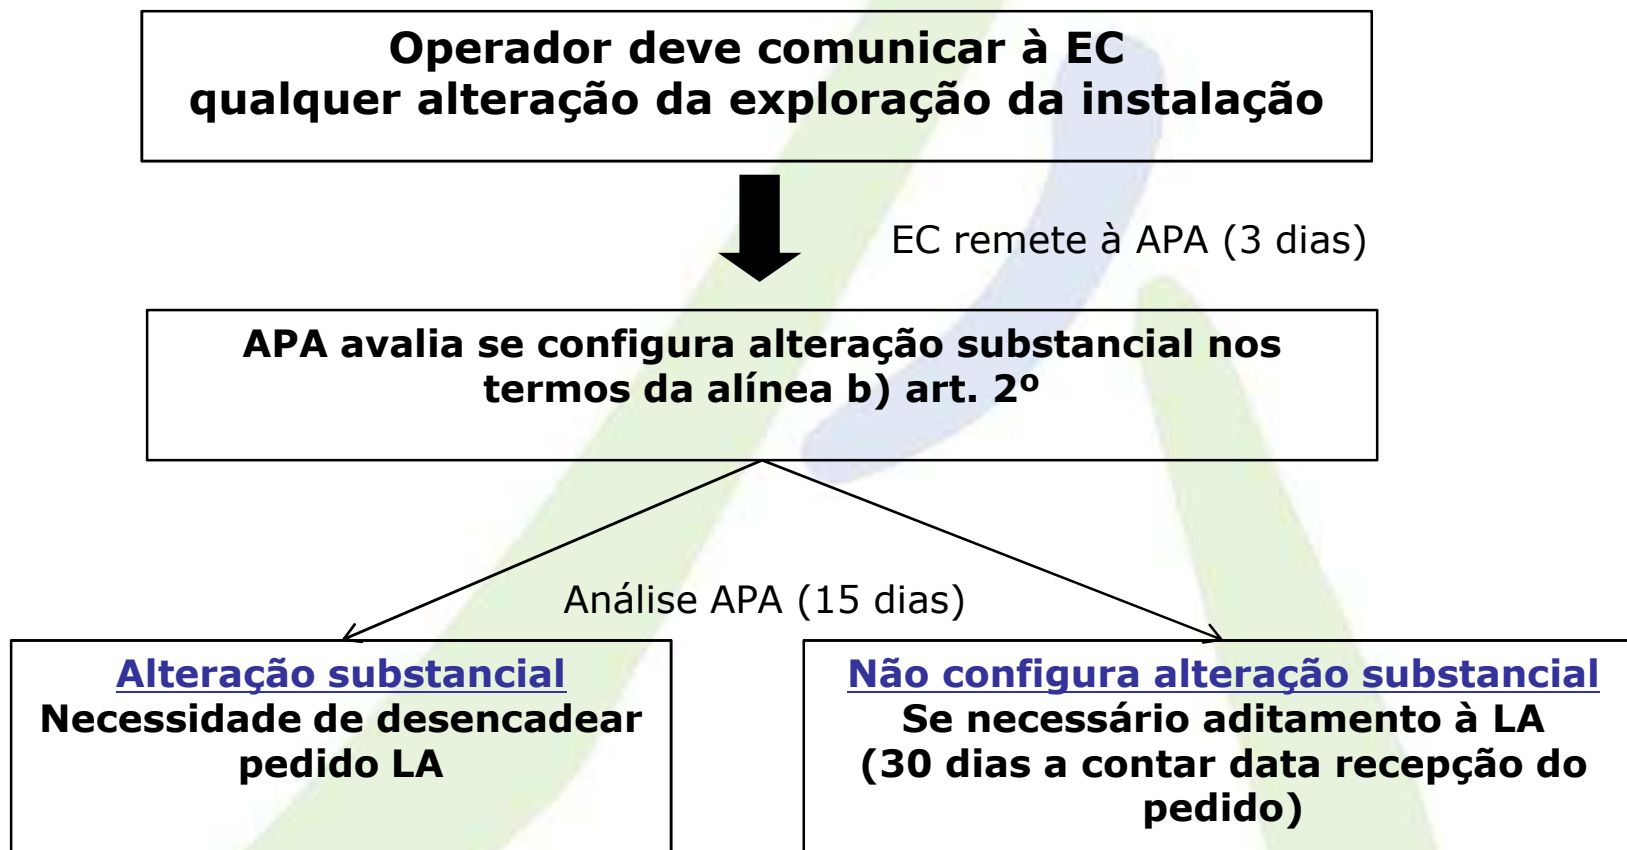 Operador deve comunicar à EC
qualquer alteração da exploração da instalação
EC remete à APA (3 dias)
APA avalia se configura alteração substancial nos
termos da alínea b) art. 2º
Análise APA (15 dias)
Alteração substancial
Necessidade de desencadear
pedido LA
Não configura alteração substancial
Se necessário aditamento à LA
(30 dias a contar data recepção do
pedido)